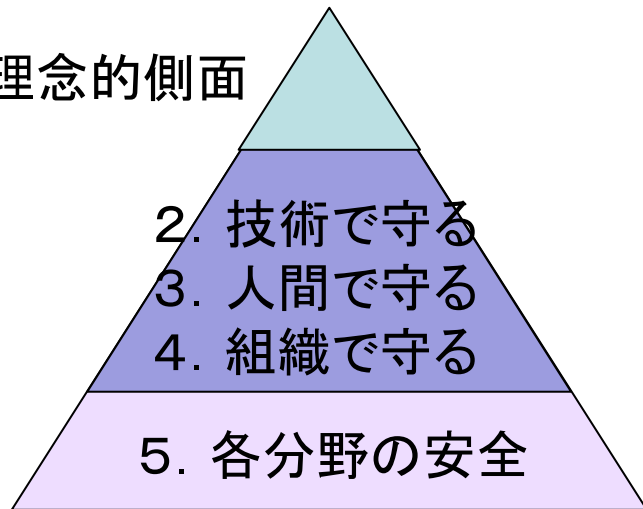 理念的側面
２．技術で守る
３．人間で守る
４．組織で守る
５．各分野の安全